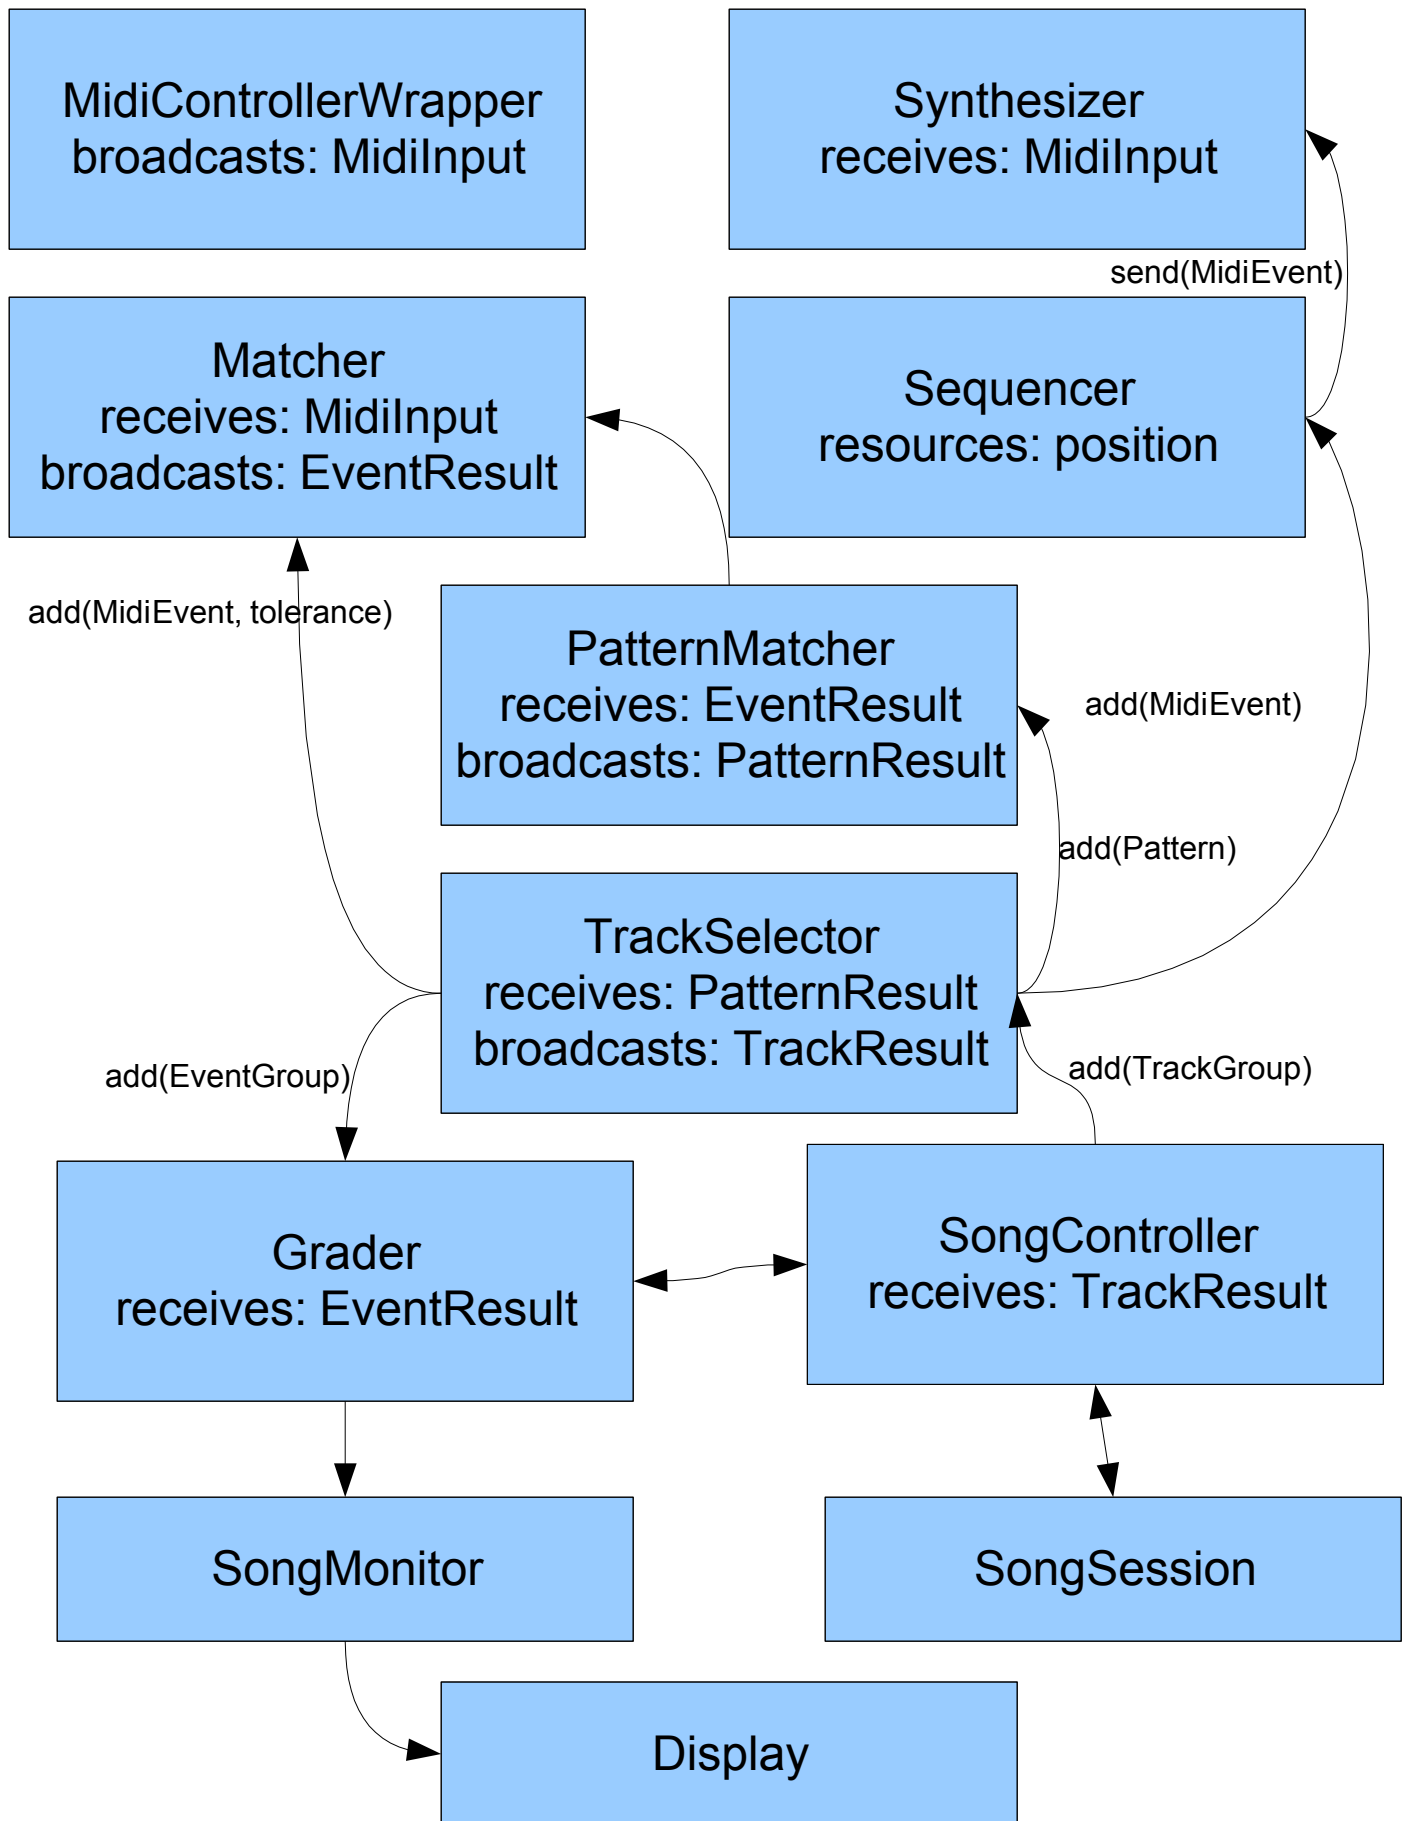 MidiControllerWrapper
broadcasts: MidiInput
Synthesizer
receives: MidiInput
send(MidiEvent)
Matcher
receives: MidiInput
broadcasts: EventResult
Sequencer
resources: position
add(MidiEvent, tolerance)
PatternMatcher
receives: EventResult
broadcasts: PatternResult
add(MidiEvent)
add(Pattern)
TrackSelector
receives: PatternResult
broadcasts: TrackResult
add(EventGroup)
add(TrackGroup)
Grader
receives: EventResult
SongController
receives: TrackResult
SongMonitor
SongSession
Display